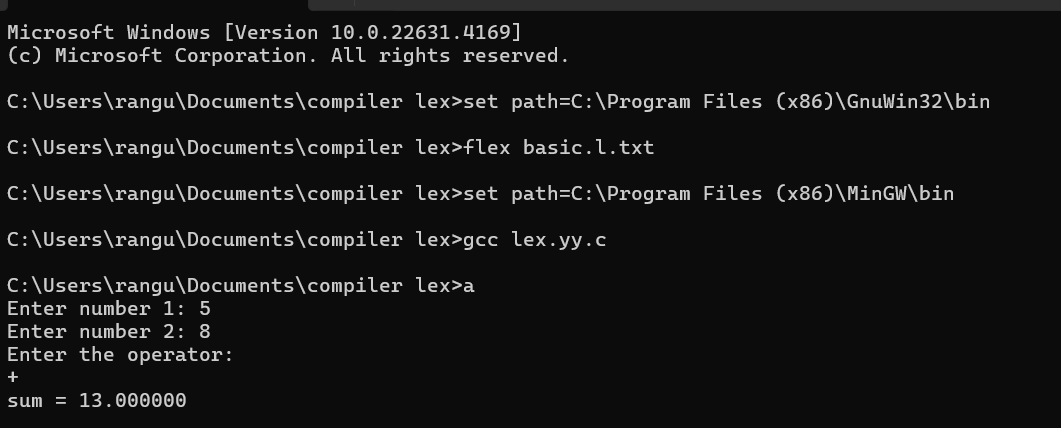 Microsoft Windows [Version 10.0.22631.4169]
(c) Microsoft Corporation. All rights reserved.
C:\Users\rangu\Documents\compiler lex>set path=C:\Program Files (x86)\GnuWin32\bin
C:\Users\rangu\Documents\compiler lex>flex basic.l.txt
C:\Users\rangu\Documents\compiler lex>set path=C:\Program Files (x86)\MinGW\bin
C:\Users\rangu\Documents\compiler lex>gcc lex.yy.c
C:\Users\rangu\Documents\compiler lex>a
Enter number 1: 5
Enter number 2: 8
Enter the operator:
+
sum = 13.000000